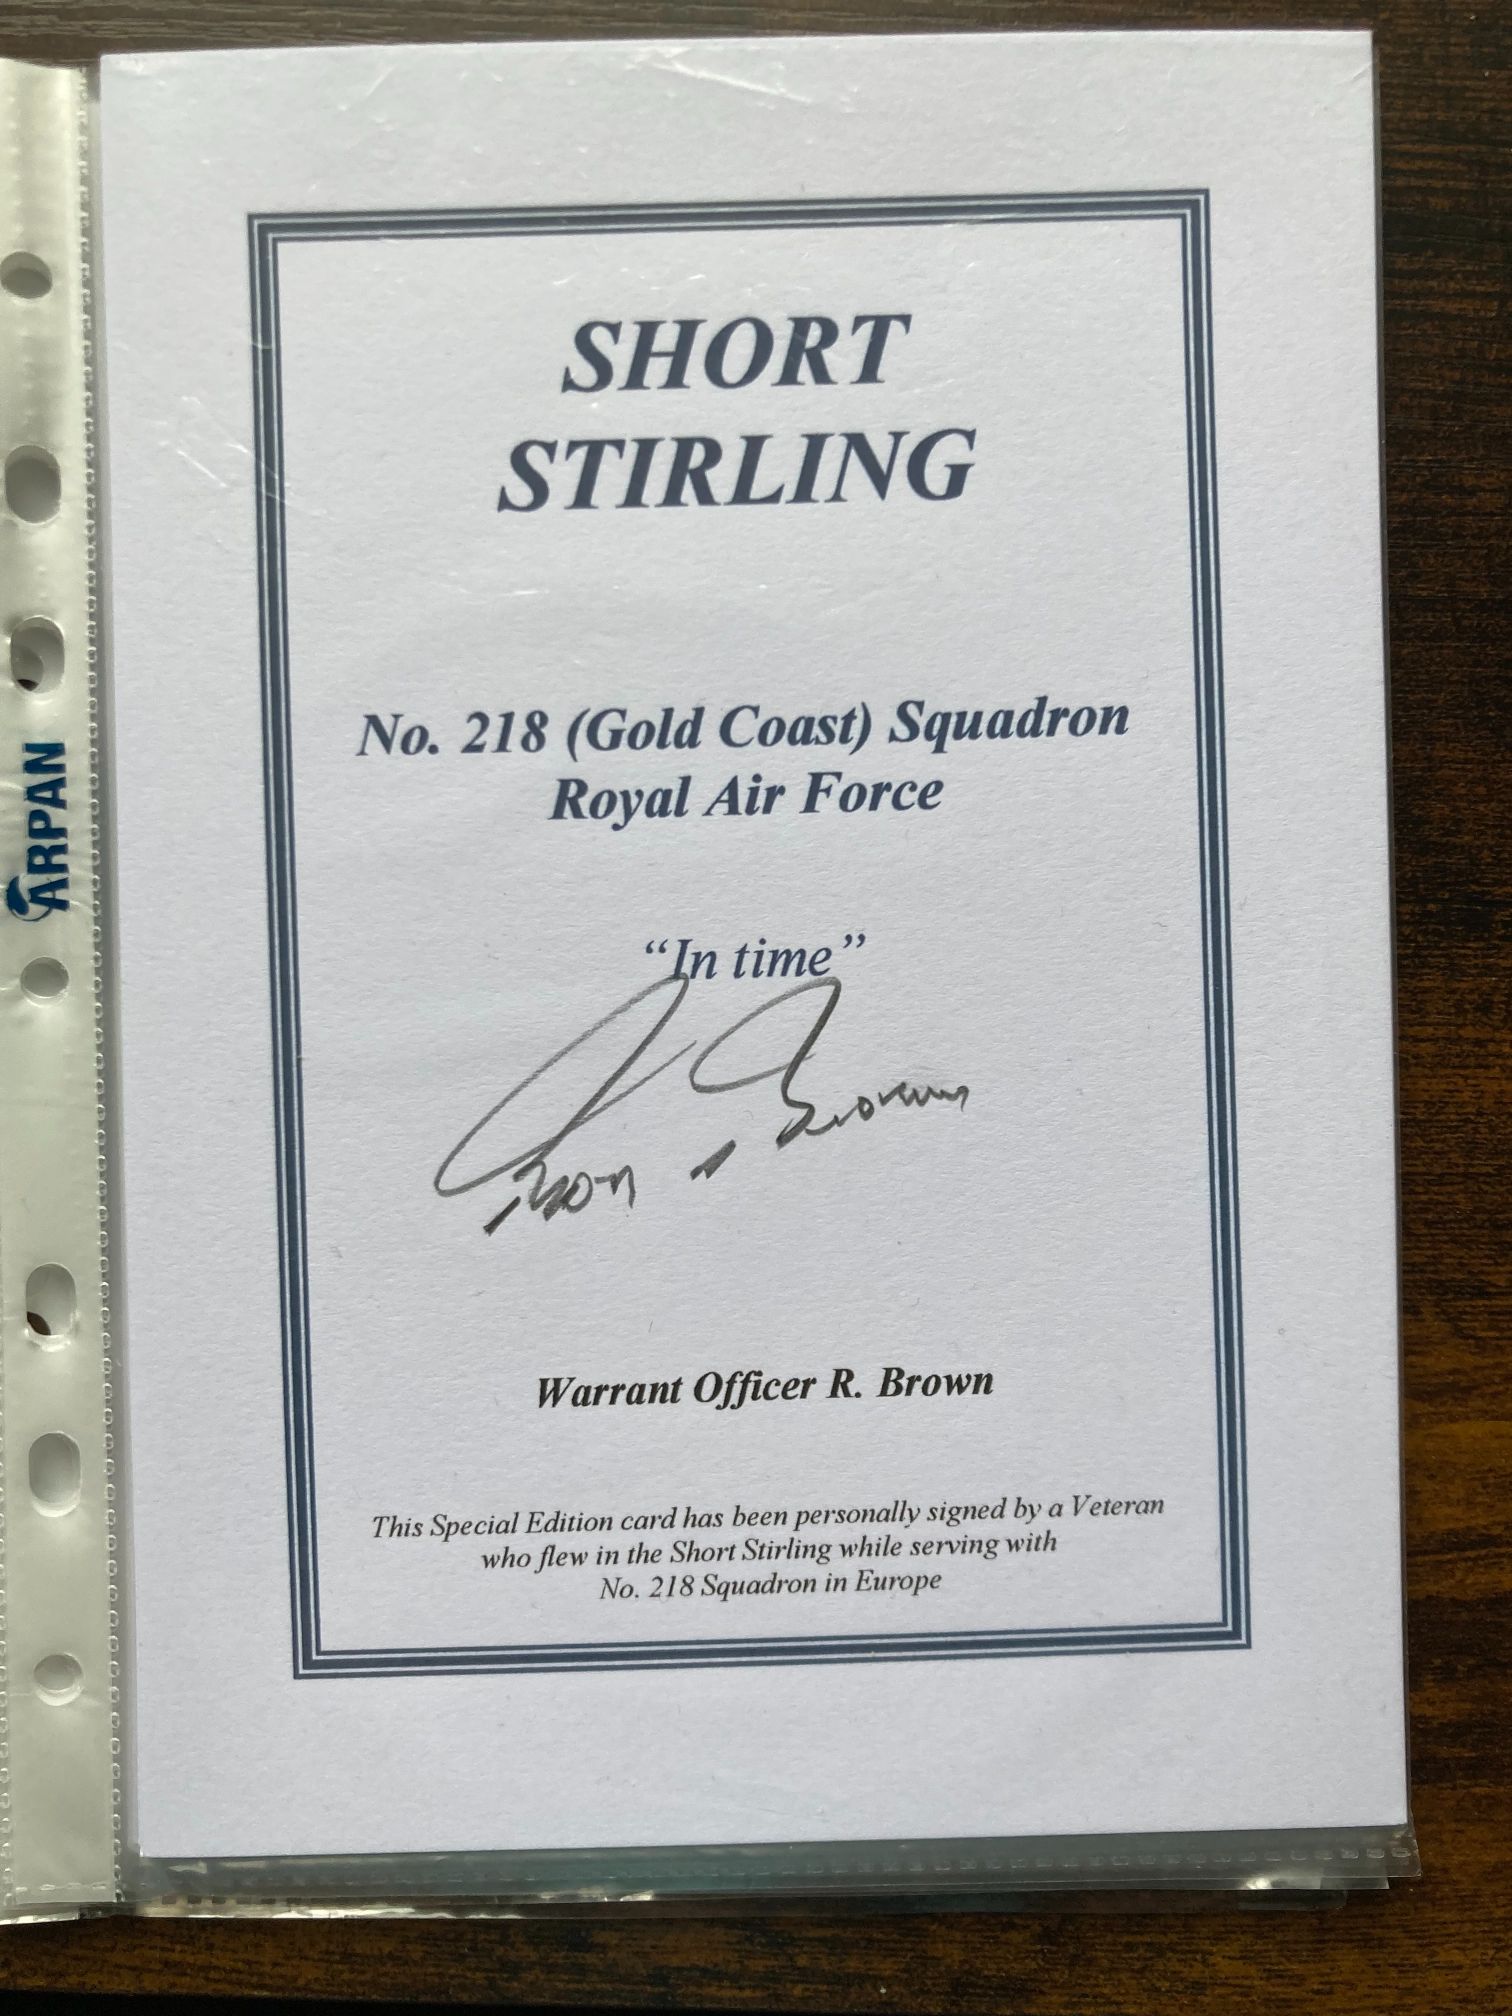 SHORT
STIRLING
No. 218 (Gold Coast) Squadron
Royal Air Force
“In time”
Ron Brown
Warrant Officer R. Brown
This Special Edition card has been personally signed by a Veteran
who flew in the Short Stirling while serving with
No. 218 Squadron in Europe
ARPAN